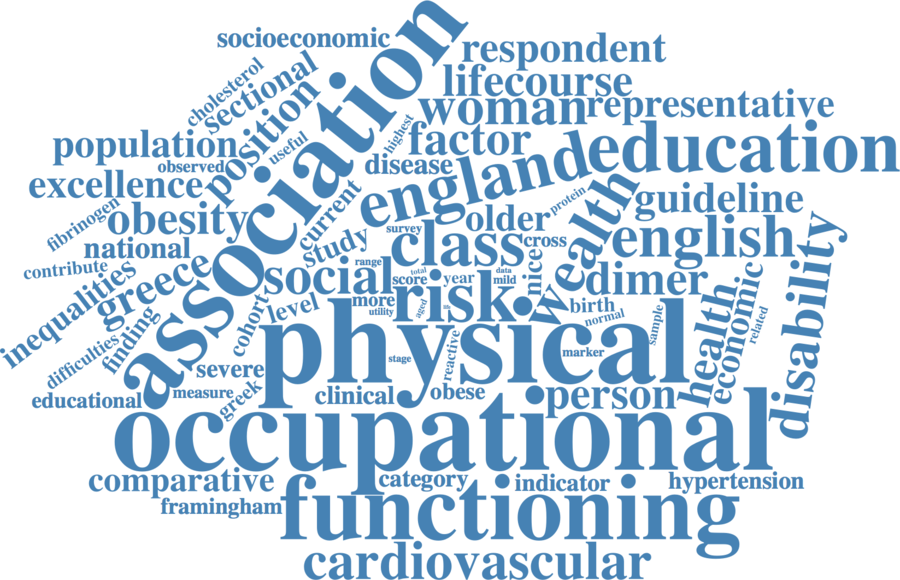 socioeconomic
respondent
cholesterol
sectional
association
lifecourse
woman
representative
position
population
useful
highest
factor
education
observed
disease
excellence
england
wealth
protein
guideline
fibrinogen
obesity
current
older
survey
class
cross
english
disability
national
study
contribute
greece
social
range
score
total
year
data
mild
nice
dimer
inequalities
cohort
level
more
utility
risk
aged
birth
normal
sample
health
economic
related
finding
difficulties
physical
stage
reactive
marker
severe
educational
measure
greek
clinical
obese
person
occupational
comparative
category
indicator
hypertension
framingham
functioning
cardiovascular